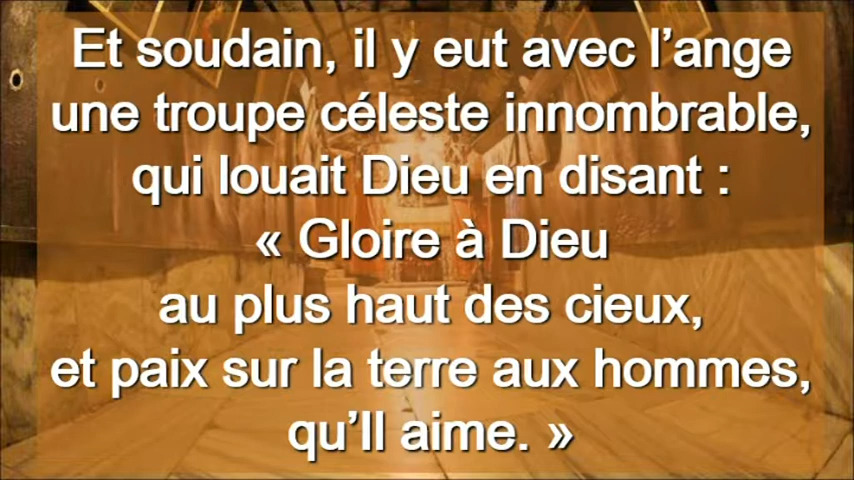 Et soudain, il y eut avec l’ange
une troupe céleste innombrable,
qui louait Dieu en disant :
« Gloire à Dieu
au plus haut des cieux,
et paix sur la terre aux hommes,
qu’Il aime. »